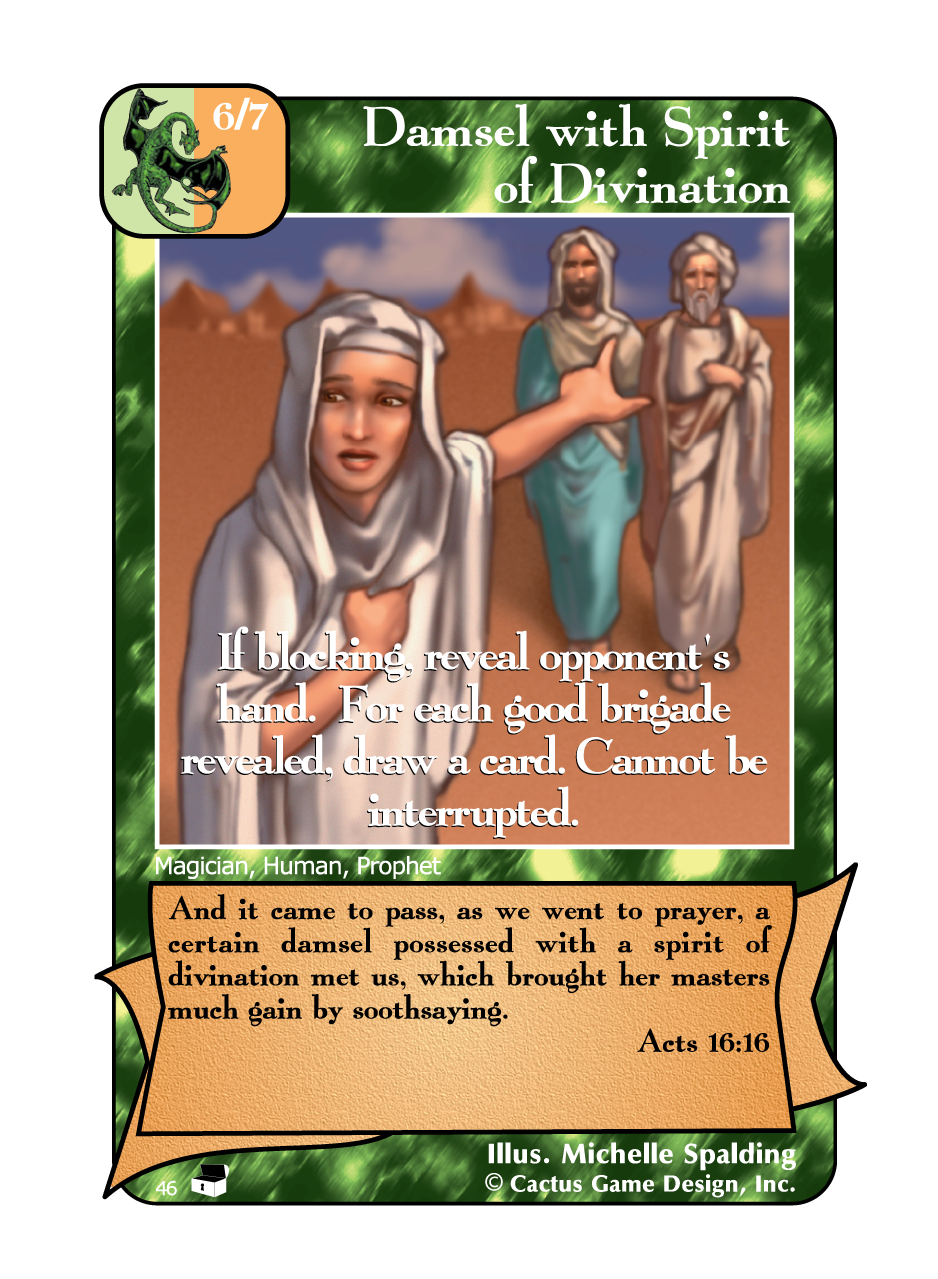 6/7
Damsel with Spirit
of Divination
If blocking, reveal opponent's
hand. For each good brigade
revealed, draw a card. Cannot be
interrupted.
Magician, Human, Prophet
And it came to pass, as we went to prayer, a
certain damsel possessed with a spirit of
divination met us, which brought her masters
much gain by soothsaying.
Acts 16:16
Illus. Michelle Spalding
46
© Cactus Game Design, Inc.